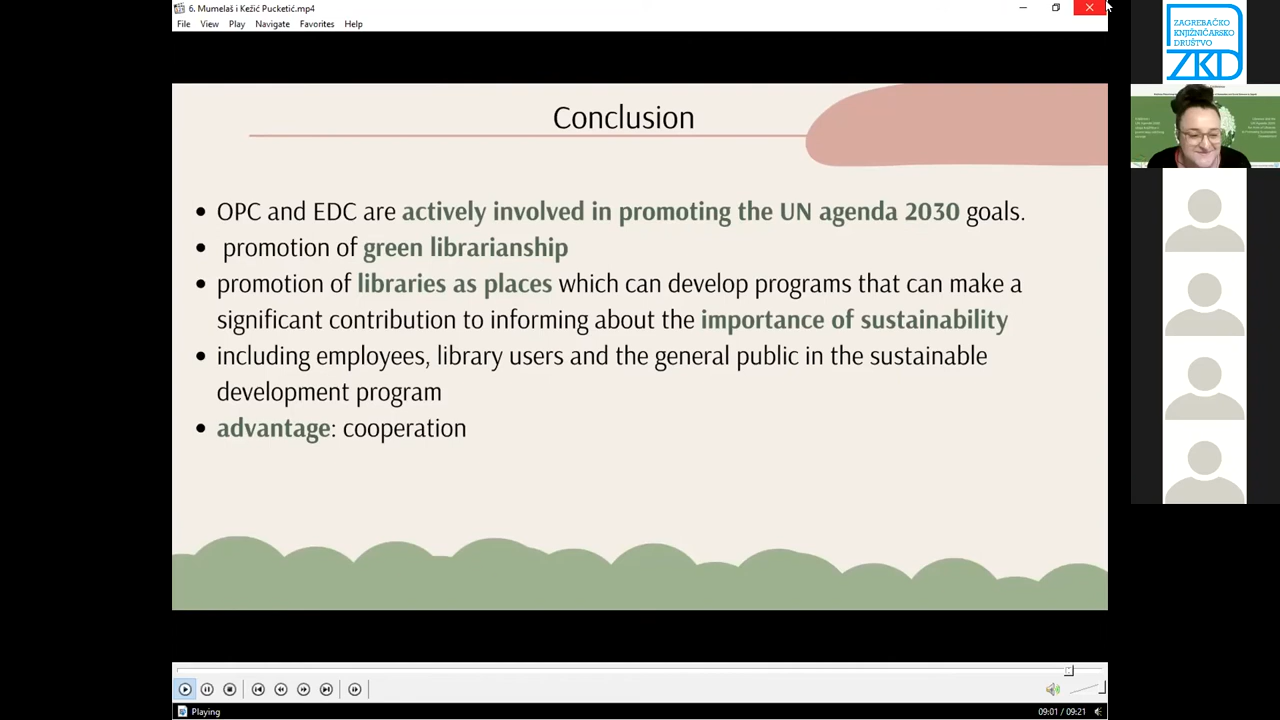 6. Mumelaš i Kežić Pucketić.mp4
File View Play Navigate Favorites Help
Conclusion
• OPC and EDC are actively involved in promoting the UN agenda 2030 goals.
• promotion of green librarianship
• promotion of libraries as places which can develop programs that can make a
significant contribution to informing about the importance of sustainability
• including employees, library users and the general public in the sustainable
development program
• advantage: cooperation
Playing
09:01 / 09:21
ZAGREBAČKO
KNJIŽNIČARSKO
DRUŠTVO
ZKD